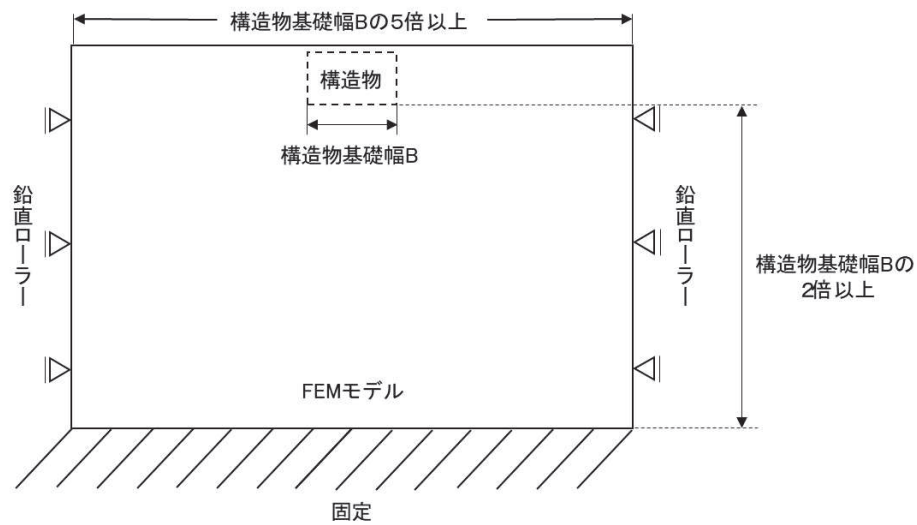 構造物基礎幅Bの5倍以上
構造物
構造物基礎幅B
鉛直ローラー
鉛直ローラー
構造物基礎幅Bの
2倍以上
FEMモデル
固定